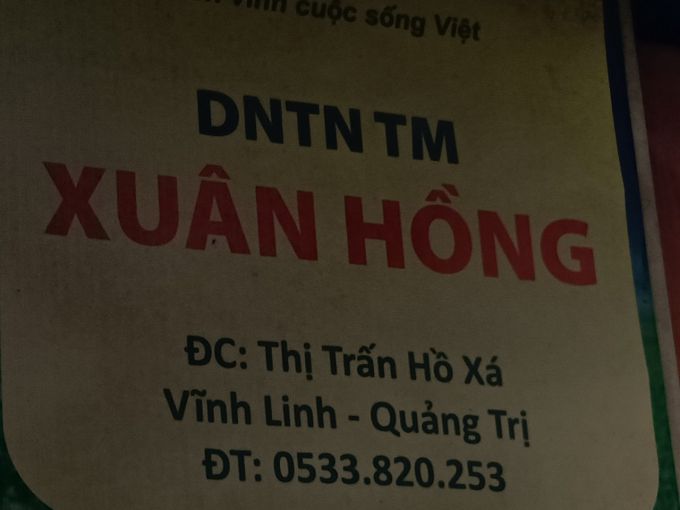 vinh cuộc sống Việt
DNTN TM
XUÂN HỒNG
ĐC: Thị Trấn Hồ Xá
Vĩnh Linh - Quảng Trị
ĐT: 0533.820.253